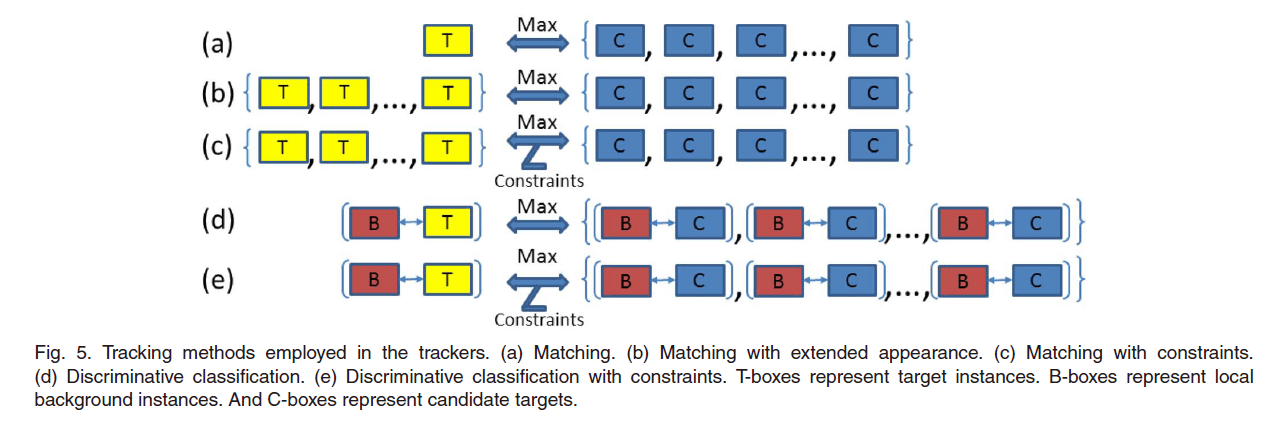 Max
(a) T { C , C , C ,..., C }
Max
(b) { T , T ,..., T } { C , C , C ,..., C }
Max
(c) { T , T ,..., T } { C , C , C ,..., C }
Constraints
Max
(d) ( B T ) { ( B C ) , ( B C ) ,..., ( B C ) }
Max
(e) ( B T ) { ( B C ) , ( B C ) ,..., ( B C ) }
Constraints
Fig. 5. Tracking methods employed in the trackers. (a) Matching. (b) Matching with extended appearance. (c) Matching with constraints.
(d) Discriminative classification. (e) Discriminative classification with constraints. T-boxes represent target instances. B-boxes represent local
background instances. And C-boxes represent candidate targets.